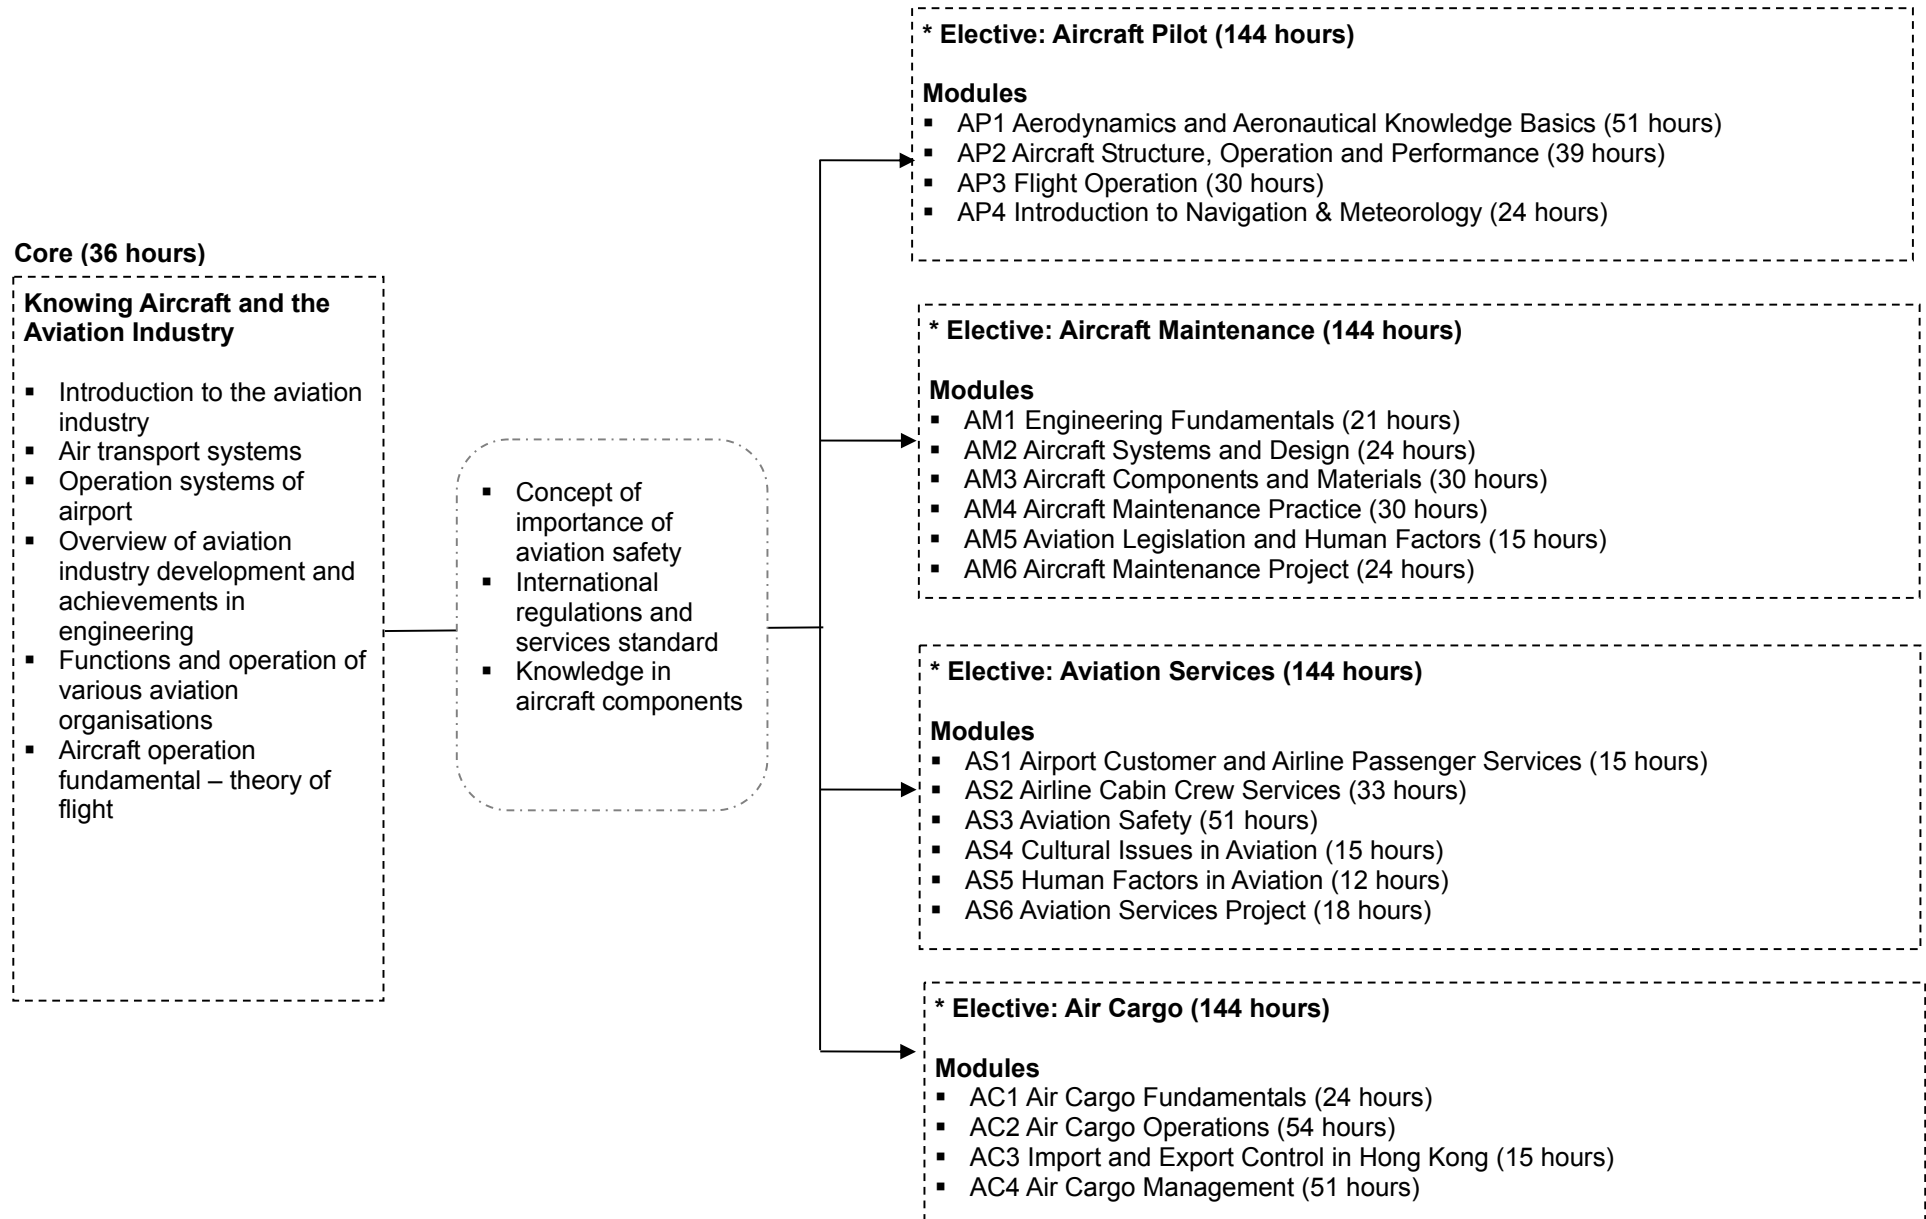 Core (36 hours)
Knowing Aircraft and the
Aviation Industry
▪ Introduction to the aviation
industry
▪ Air transport systems
▪ Operation systems of
airport
▪ Overview of aviation
industry development and
achievements in
engineering
▪ Functions and operation of
various aviation
organisations
▪ Aircraft operation
fundamental – theory of
flight
▪ Concept of
importance of
aviation safety
▪ International
regulations and
services standard
▪ Knowledge in
aircraft components
* Elective: Aircraft Pilot (144 hours)
Modules
▪ AP1 Aerodynamics and Aeronautical Knowledge Basics (51 hours)
▪ AP2 Aircraft Structure, Operation and Performance (39 hours)
▪ AP3 Flight Operation (30 hours)
▪ AP4 Introduction to Navigation & Meteorology (24 hours)
* Elective: Aircraft Maintenance (144 hours)
Modules
▪ AM1 Engineering Fundamentals (21 hours)
▪ AM2 Aircraft Systems and Design (24 hours)
▪ AM3 Aircraft Components and Materials (30 hours)
▪ AM4 Aircraft Maintenance Practice (30 hours)
▪ AM5 Aviation Legislation and Human Factors (15 hours)
▪ AM6 Aircraft Maintenance Project (24 hours)
* Elective: Aviation Services (144 hours)
Modules
▪ AS1 Airport Customer and Airline Passenger Services (15 hours)
▪ AS2 Airline Cabin Crew Services (33 hours)
▪ AS3 Aviation Safety (51 hours)
▪ AS4 Cultural Issues in Aviation (15 hours)
▪ AS5 Human Factors in Aviation (12 hours)
▪ AS6 Aviation Services Project (18 hours)
* Elective: Air Cargo (144 hours)
Modules
▪ AC1 Air Cargo Fundamentals (24 hours)
▪ AC2 Air Cargo Operations (54 hours)
▪ AC3 Import and Export Control in Hong Kong (15 hours)
▪ AC4 Air Cargo Management (51 hours)